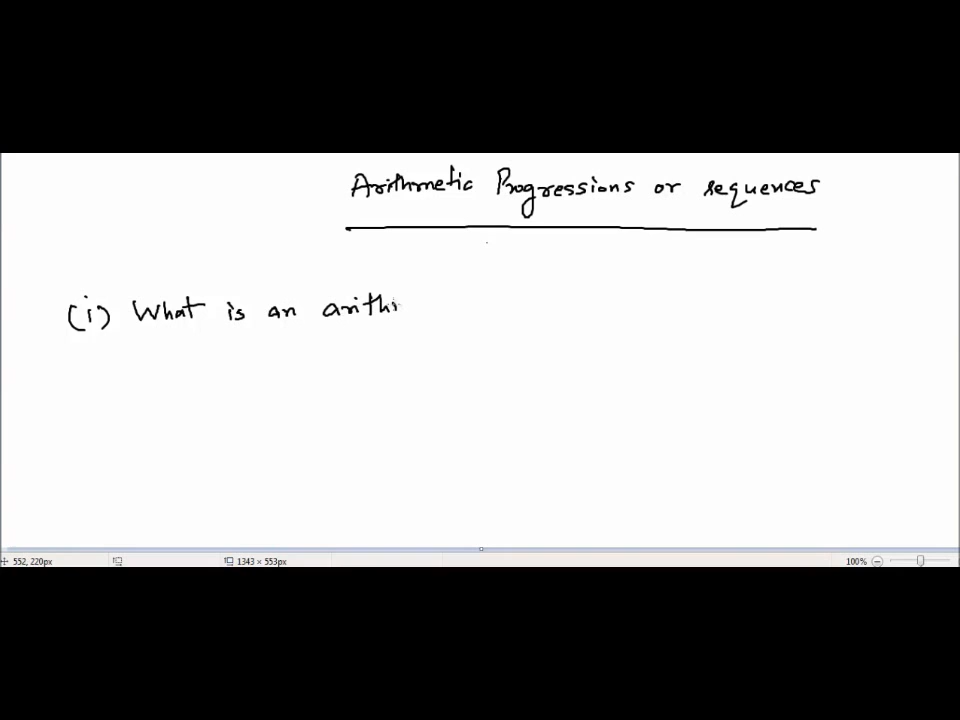 Arithmetic Progressions or sequences
(i) What is an arith
552, 220px 1343 × 553px 100%